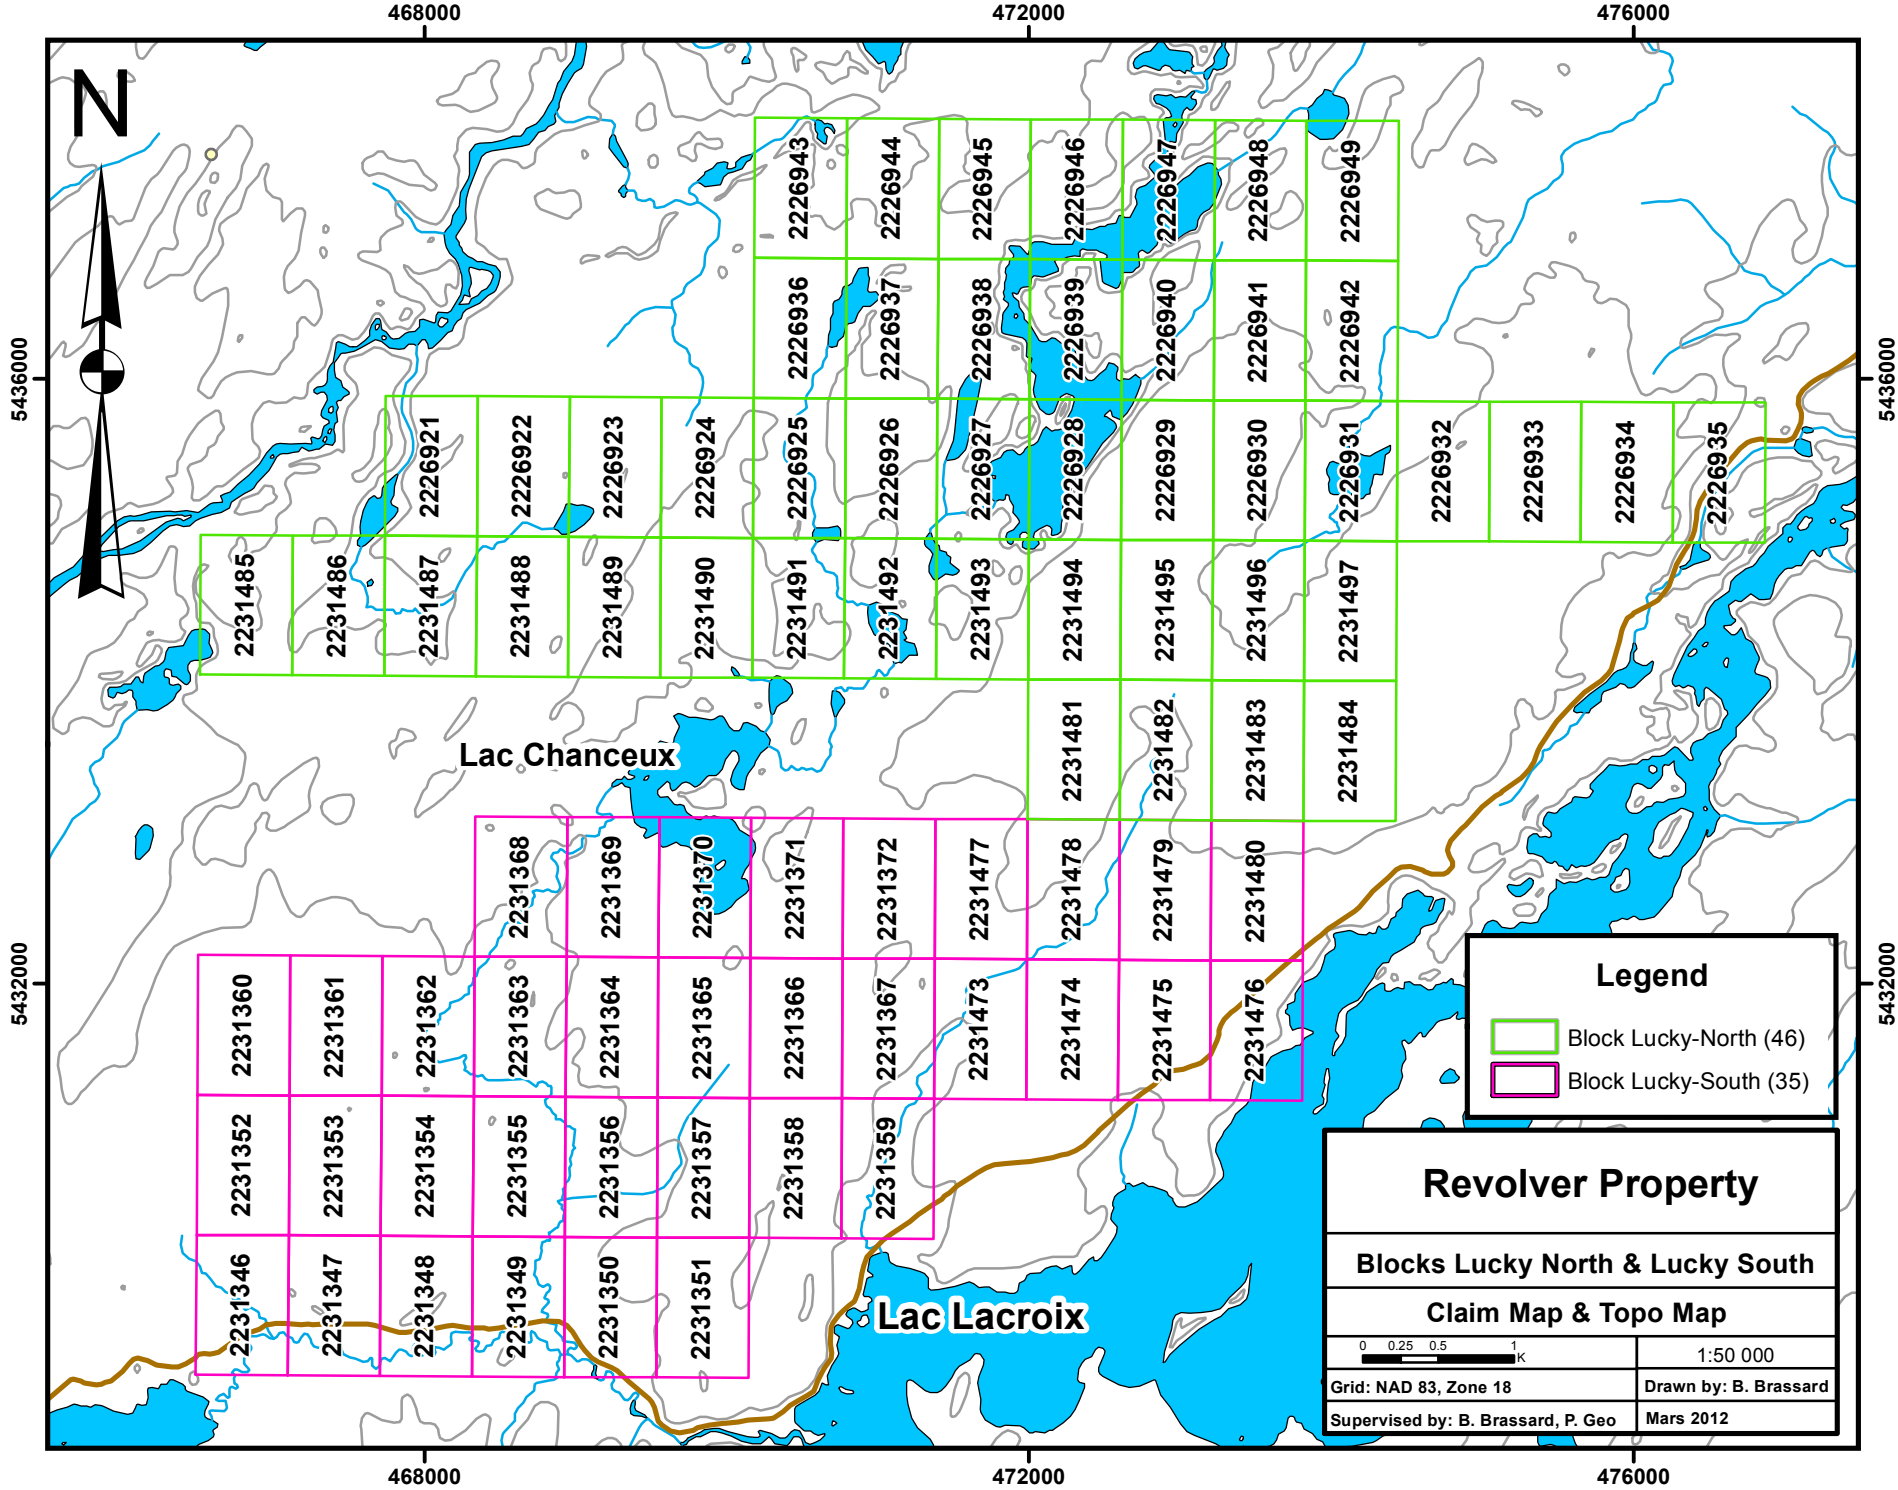 468000 472000 476000
N
2226943 2226944 2226945 2226946 2226947 2226948 2226949
2226936 2226937 2226938 2226939 2226940 2226941 2226942
5436000 5436000
2226921 2226922 2226923 2226924 2226925 2226926 2226927 2226928 2226929 2226930 2226931 2226932 2226933 2226934 2226935
2231485 2231486 2231487 2231488 2231489 2231490 2231491 2231492 2231493 2231494 2231495 2231496 2231497
2231481 2231482 2231483 2231484
Lac Chanceux
2231368 2231369 2231370 2231371 2231372 2231477 2231478 2231479 2231480
5432000 5432000
2231360 2231361 2231362 2231363 2231364 2231365 2231366 2231367 2231473 2231474 2231475 2231476
2231352 2231353 2231354 2231355 2231356 2231357 2231358 2231359
2231346 2231347 2231348 2231349 2231350 2231351
Lac Lacroix
Legend
Block Lucky-North (46)
Block Lucky-South (35)
Revolver Property
Blocks Lucky North & Lucky South
Claim Map & Topo Map
0 0.25 0.5 1
K
1:50 000
Grid: NAD 83, Zone 18
Drawn by: B. Brassard
Supervised by: B. Brassard, P. Geo
Mars 2012
468000 472000 476000